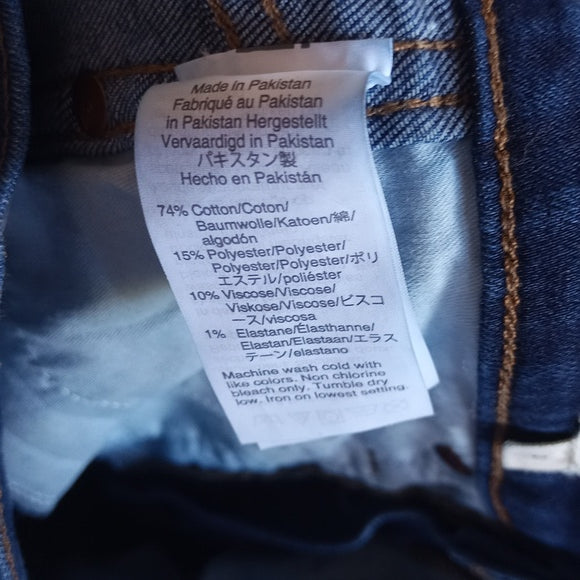 Made in Pakistan
Fabriqué au Pakistan
in Pakistan Hergestellt
Vervaardigd in Pakistan
パキスタン製
Hecho en Pakistán
74% Cotton/Coton/
Baumwolle/Katoen/綿/
algodón
15% Polyester/Polyester/
Polyester/Polyester/ポリ
エステル/poliéster
10% Viscose/Viscose/
Viskose/Viscose/ビスコ
ース/viscosa
1% Elastane/Élasthanne/
Elastan/Elastaan/エラス
テーン/elastano
Machine wash cold with
like colors. Non chlorine
bleach only. Tumble dry
low. Iron on lowest setting.